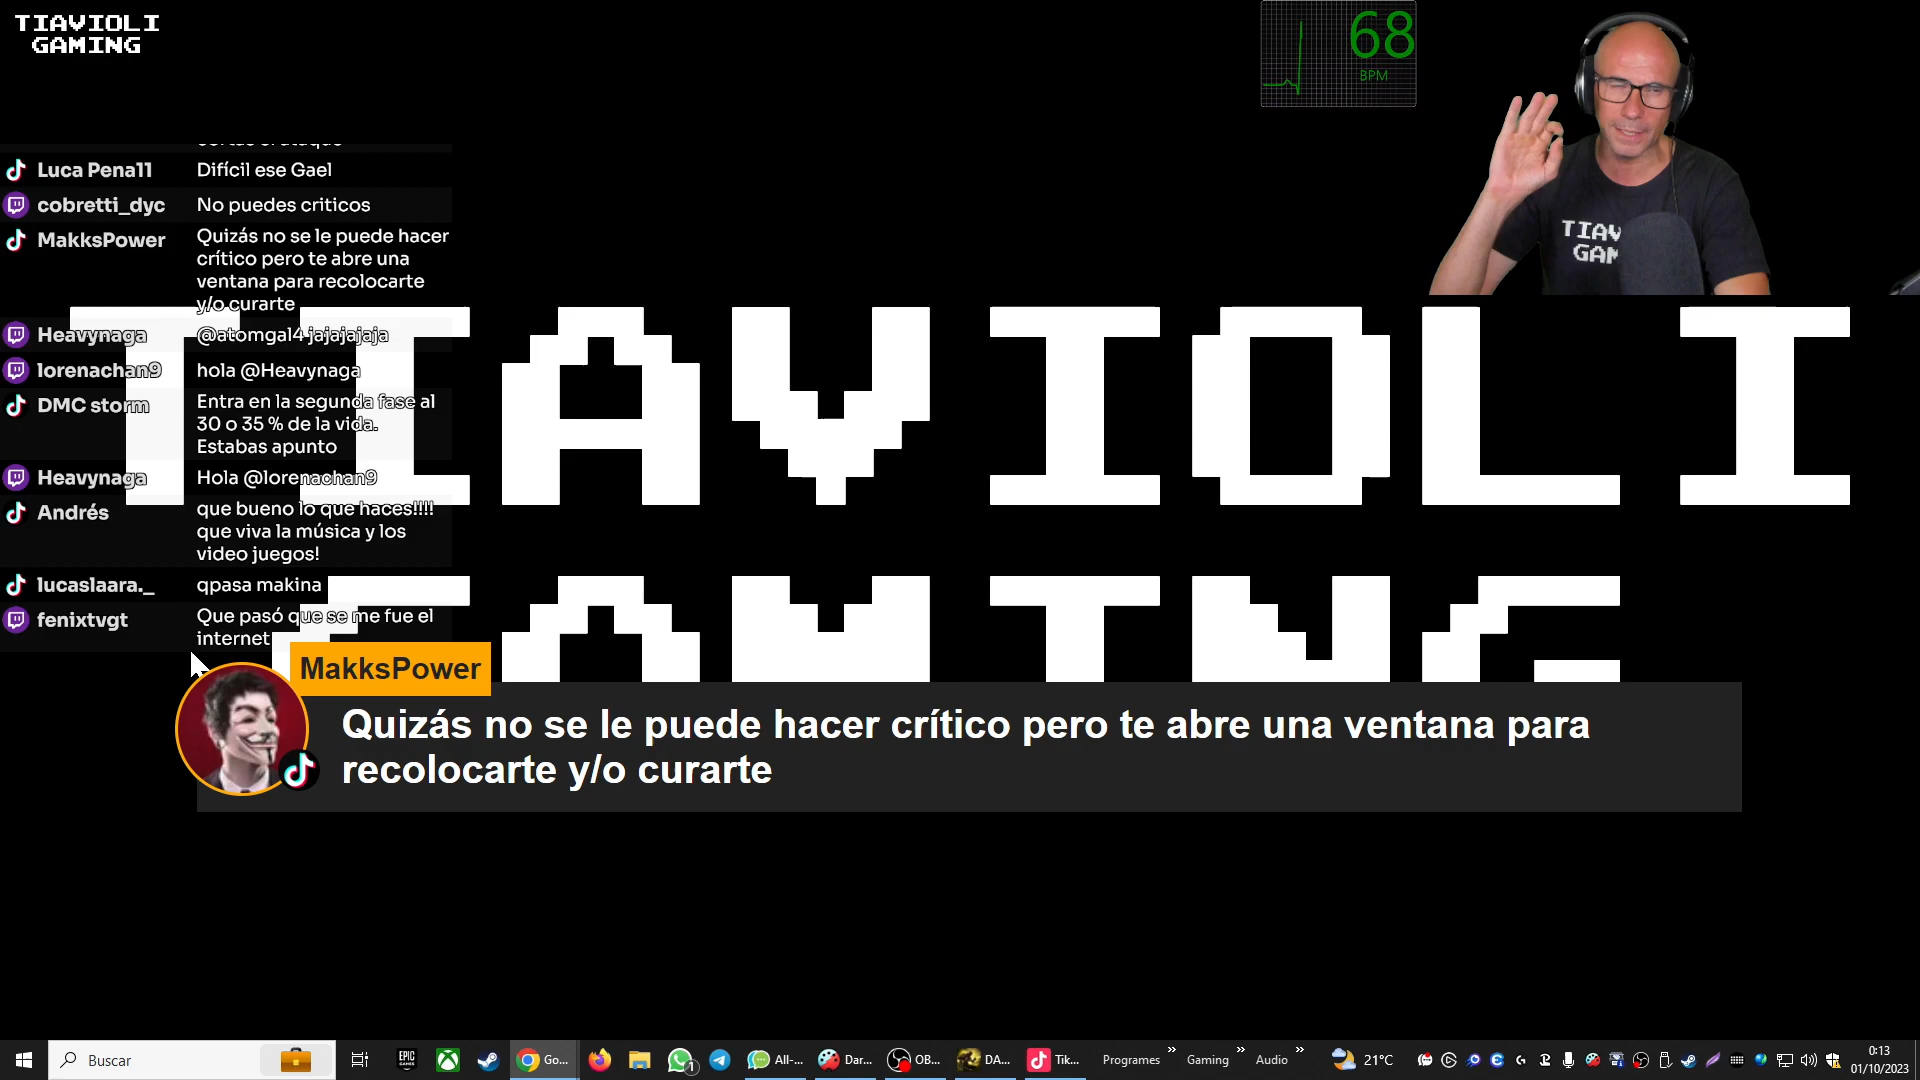 TIAVIOLI
GAMING
68
BPM
Luca Pena11 Difícil ese Gael
cobretti_dyc No puedes criticos
MakksPower Quizás no se le puede hacer
crítico pero te abre una
ventana para recolocarte
y/o curarte
Heavynaga @atomgal4 jajajajaja
lorenachan9 hola @Heavynaga
DMC storm Entra en la segunda fase al
30 o 35 % de la vida.
Estabas apunto
Heavynaga Hola @lorenachan9
Andrés que bueno lo que haces!!!!
que viva la música y los
video juegos!
lucaslaara._ qpasa makina
fenixtvgt Que pasó que se me fue el
internet
TIAVIOLI
GAMING
TIAV
GAM
MakksPower
Quizás no se le puede hacer crítico pero te abre una ventana para
recolocarte y/o curarte
Buscar
EPIC
GAMES
Go...
1
All-...
Dar...
OB...
DA...
Tik...
Programes
Gaming
Audio
21°C
0:13
01/10/2023